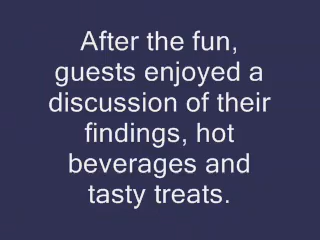 After the fun,
guests enjoyed a
discussion of their
findings, hot
beverages and
tasty treats.